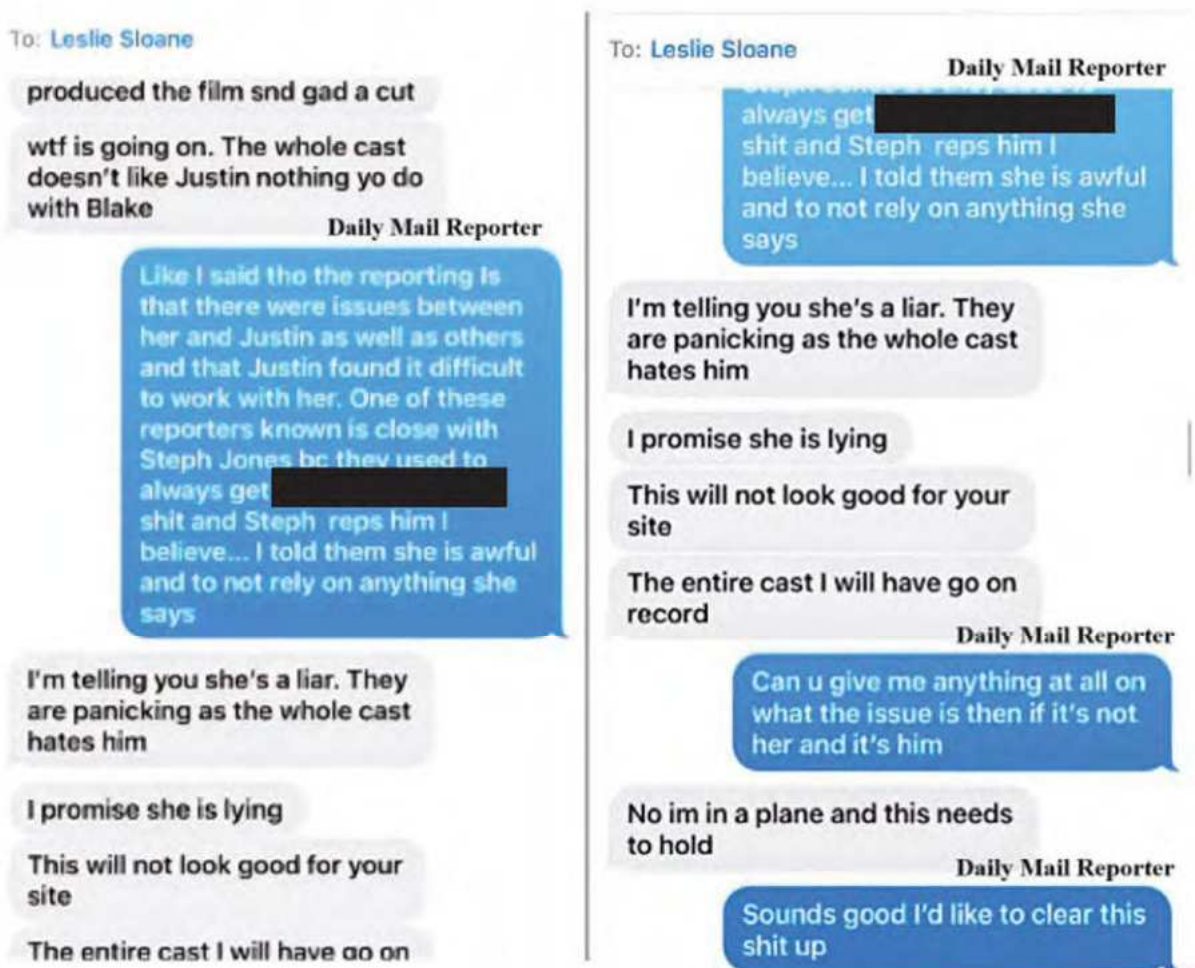 To: Leslie Sloane
produced the film snd gad a cut
wtf is going on. The whole cast
doesn't like Justin nothing yo do
with Blake
Daily Mail Reporter
Like I said tho the reporting Is
that there were issues between
her and Justin as well as others
and that Justin found it difficult
to work with her. One of these
reporters known is close with
Steph Jones bc they used to
always get
shit and Steph reps him I
believe... I told them she is awful
and to not rely on anything she
says
I'm telling you she's a liar. They
are panicking as the whole cast
hates him
I promise she is lying
This will not look good for your
site
The entire cast I will have go on
To: Leslie Sloane
Daily Mail Reporter
always get
shit and Steph reps him I
believe... I told them she is awful
and to not rely on anything she
says
I'm telling you she's a liar. They
are panicking as the whole cast
hates him
I promise she is lying
This will not look good for your
site
The entire cast I will have go on
record
Daily Mail Reporter
Can u give me anything at all on
what the issue is then if it's not
her and it's him
No im in a plane and this needs
to hold
Daily Mail Reporter
Sounds good I'd like to clear this
shit up